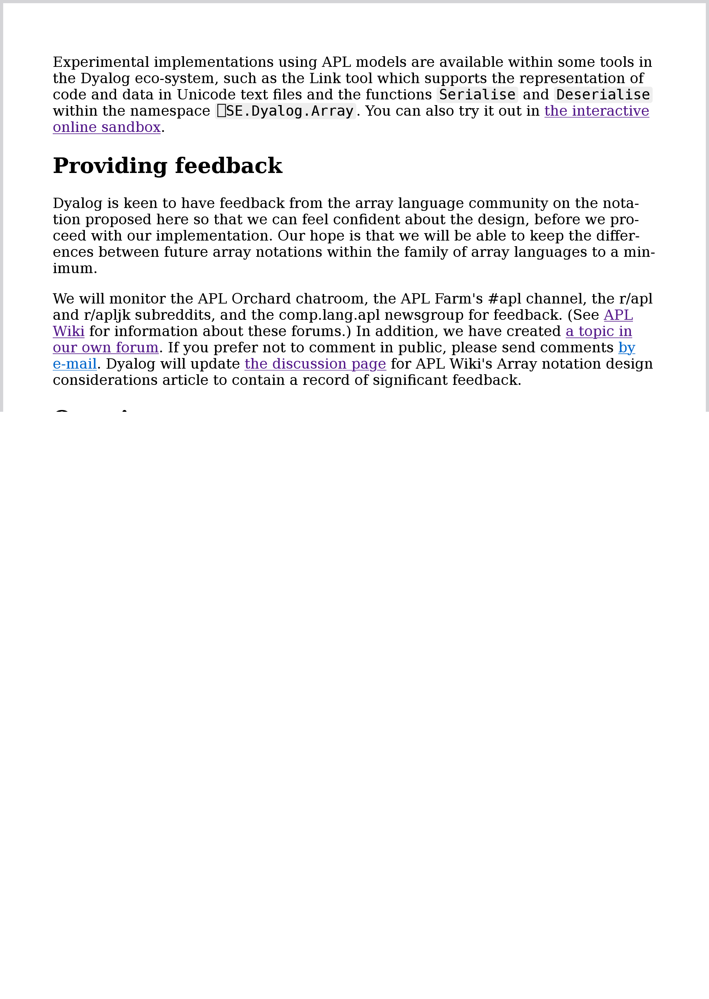 Experimental implementations using APL models are available within some tools in
the Dyalog eco-system, such as the Link tool which supports the representation of
code and data in Unicode text files and the functions Serialise and Deserialise
within the namespace ⎕SE.Dyalog.Array. You can also try it out in the interactive
online sandbox.
Providing feedback
Dyalog is keen to have feedback from the array language community on the nota-
tion proposed here so that we can feel confident about the design, before we pro-
ceed with our implementation. Our hope is that we will be able to keep the differ-
ences between future array notations within the family of array languages to a min-
imum.
We will monitor the APL Orchard chatroom, the APL Farm's #apl channel, the r/apl
and r/apljk subreddits, and the comp.lang.apl newsgroup for feedback. (See APL
Wiki for information about these forums.) In addition, we have created a topic in
our own forum. If you prefer not to comment in public, please send comments by
e-mail. Dyalog will update the discussion page for APL Wiki's Array notation design
considerations article to contain a record of significant feedback.